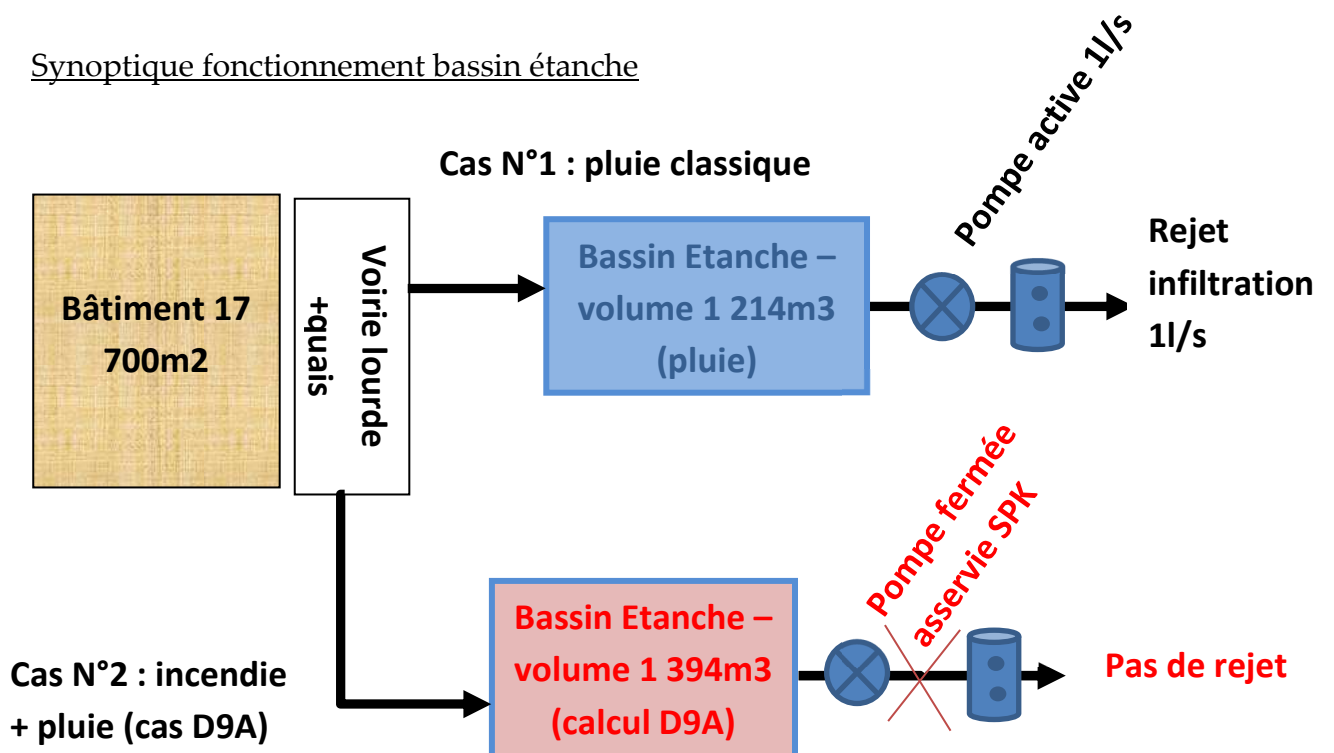 Synoptique fonctionnement bassin étanche
Cas N°1 : pluie classique
Pompe active 1l/s
Bâtiment 17
700m2
Voirie lourde
+quais
Bassin Etanche –
volume 1 214m3
(pluie)
Rejet
infiltration
1l/s
Cas N°2 : incendie
+ pluie (cas D9A)
Bassin Etanche –
volume 1 394m3
(calcul D9A)
Pompe fermée
asservie SPK
Pas de rejet